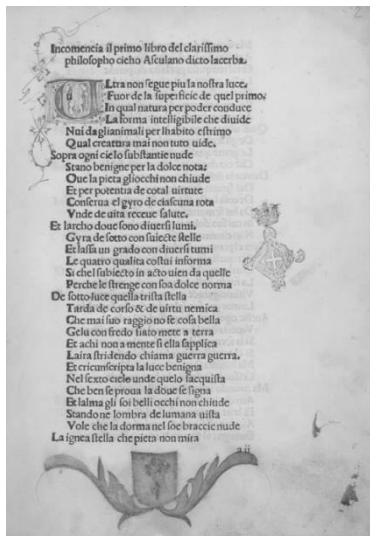 Incomencia il primo libro del clarissimo
philosopho cicho Asculano dicto lacerba.
Ultra non segue piu la nostra luce.
Fuor de la superficie de quel primo:
In qual natura per poder conduce
La forma intelligibile che diuide
Nui da glianimali per lhabito estrimo
Qual creatura mai non tuto uide.
Sopra ogni cielo substantie nude
Stano benigne per la dolce nota:
Que la pieta gliocchi non chiude
Et per potentia de cotal uirtute
Conserua el gyro de ciascuna rota
Vnde de uita receue salute.
Et larcho doue sono diuersi lumi.
Gyra de sotto con suiecte stelle
Et lassa un grado con diuersi tumi
Le quatro qualita costui informa
Si chel subiecto in acto uien da quelle
Perche le strenge con soa dolce norma
De sotto luce quella trista stella
Tarda de corso & de uirtu nemica
Che mai suo raggio no fe cosa bella
Gelu con fredo fiato mete a terra
Et achi non a mente si ella sapplica
Laira stridendo chiama guerra guerra.
Et circunscripta la luce benigna
Nel sexto cielo unde quelo sacquista
Che ben se proua la doue se signa
Et lalma gli soi belli occhi non chiude
Stando ne lombra de lumana uista
Vole che la dorma nel soe braccie nude
La ignea stella che pieta non mira
a ii
2